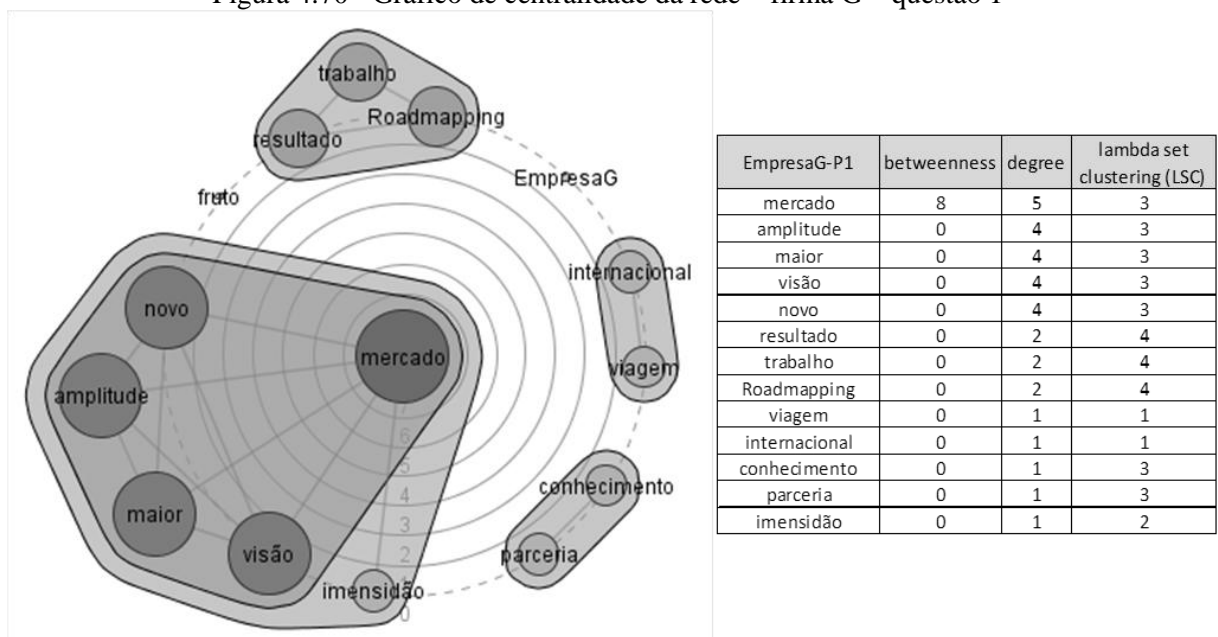 Figura 4.70 - Gráfico de centralidade da rede – firma G – questão 1
trabalho
Roadmapping
resultado
EmpresaG
fruto
internacional
novo
mercado
viagem
amplitude
6
5
conhecimento
4
maior
3
visão
2
parceria
1
imensidão
0
EmpresaG-P1 betweenness degree lambda set clustering (LSC)
mercado 8 5 3
amplitude 0 4 3
maior 0 4 3
visão 0 4 3
novo 0 4 3
resultado 0 2 4
trabalho 0 2 4
Roadmapping 0 2 4
viagem 0 1 1
internacional 0 1 1
conhecimento 0 1 3
parceria 0 1 3
imensidão 0 1 2